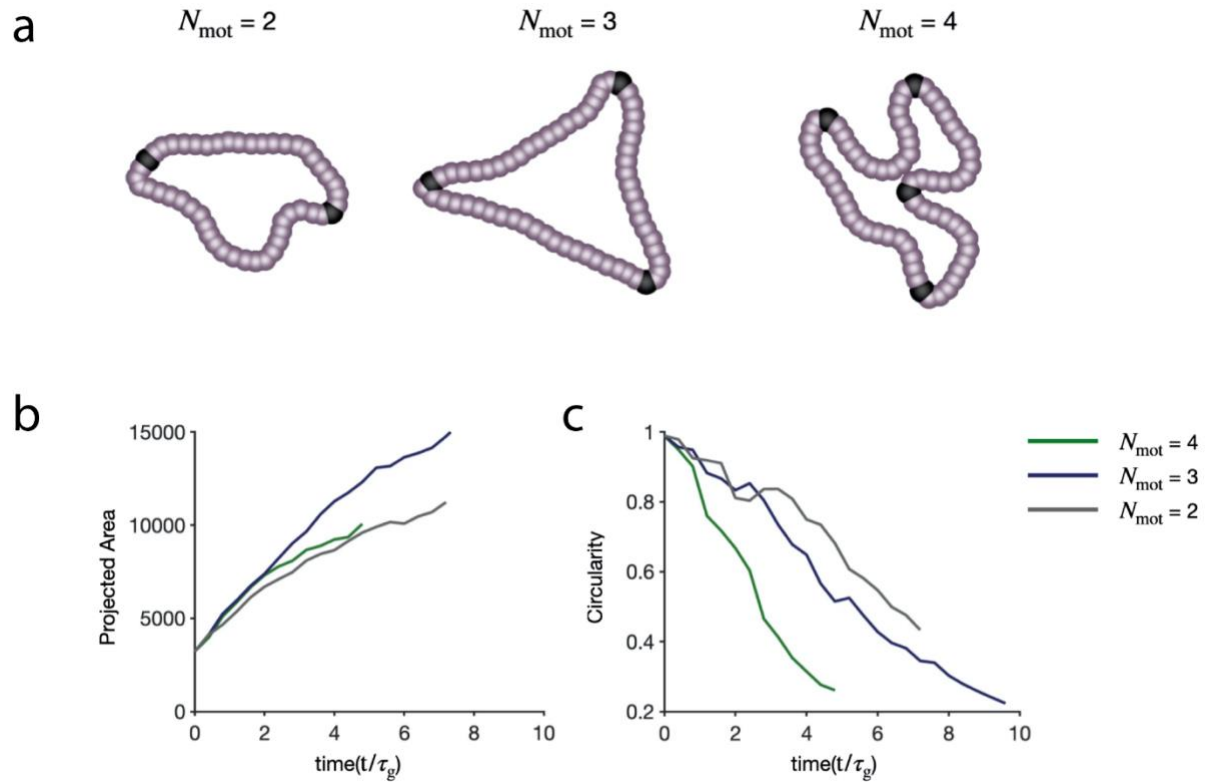 a
N_mot = 2
N_mot = 3
N_mot = 4
b
15000
10000
5000
0
Projected Area
0 2 4 6 8 10
time(t/τ_g)
c
1
0.8
0.6
0.4
0.2
Circularity
0 2 4 6 8 10
time(t/τ_g)
N_mot = 4
N_mot = 3
N_mot = 2